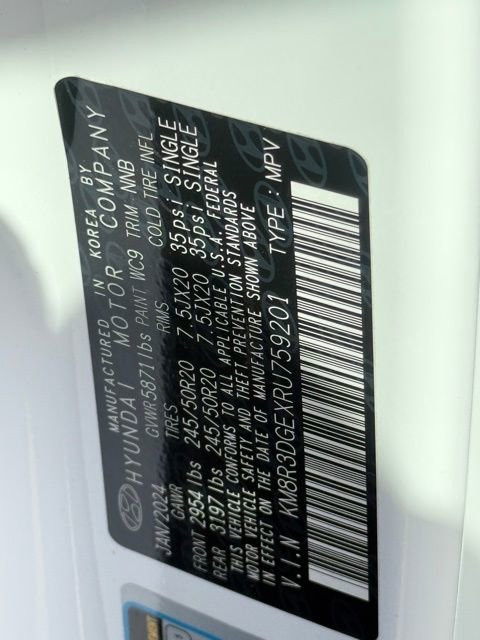 MANUFACTURED IN KOREA BY
HYUNDAI MOTOR COMPANY
JAN/2024 GVWR5871lbs PAINT WC9 TRIM NNB
GAWR TIRES RIMS COLD TIRE INFL
FRONT 2954lbs 245/50R20 7.5JX20 35psi SINGLE
REAR 3197lbs 245/50R20 7.5JX20 35psi SINGLE
THIS VEHICLE CONFORMS TO ALL APPLICABLE U.S.A. FEDERAL
MOTOR VEHICLE SAFETY AND THEFT PREVENTION STANDARDS
IN EFFECT ON THE DATE OF MANUFACTURE SHOWN ABOVE
V.I.N KM8R3DGEXRU759201 TYPE : MPV